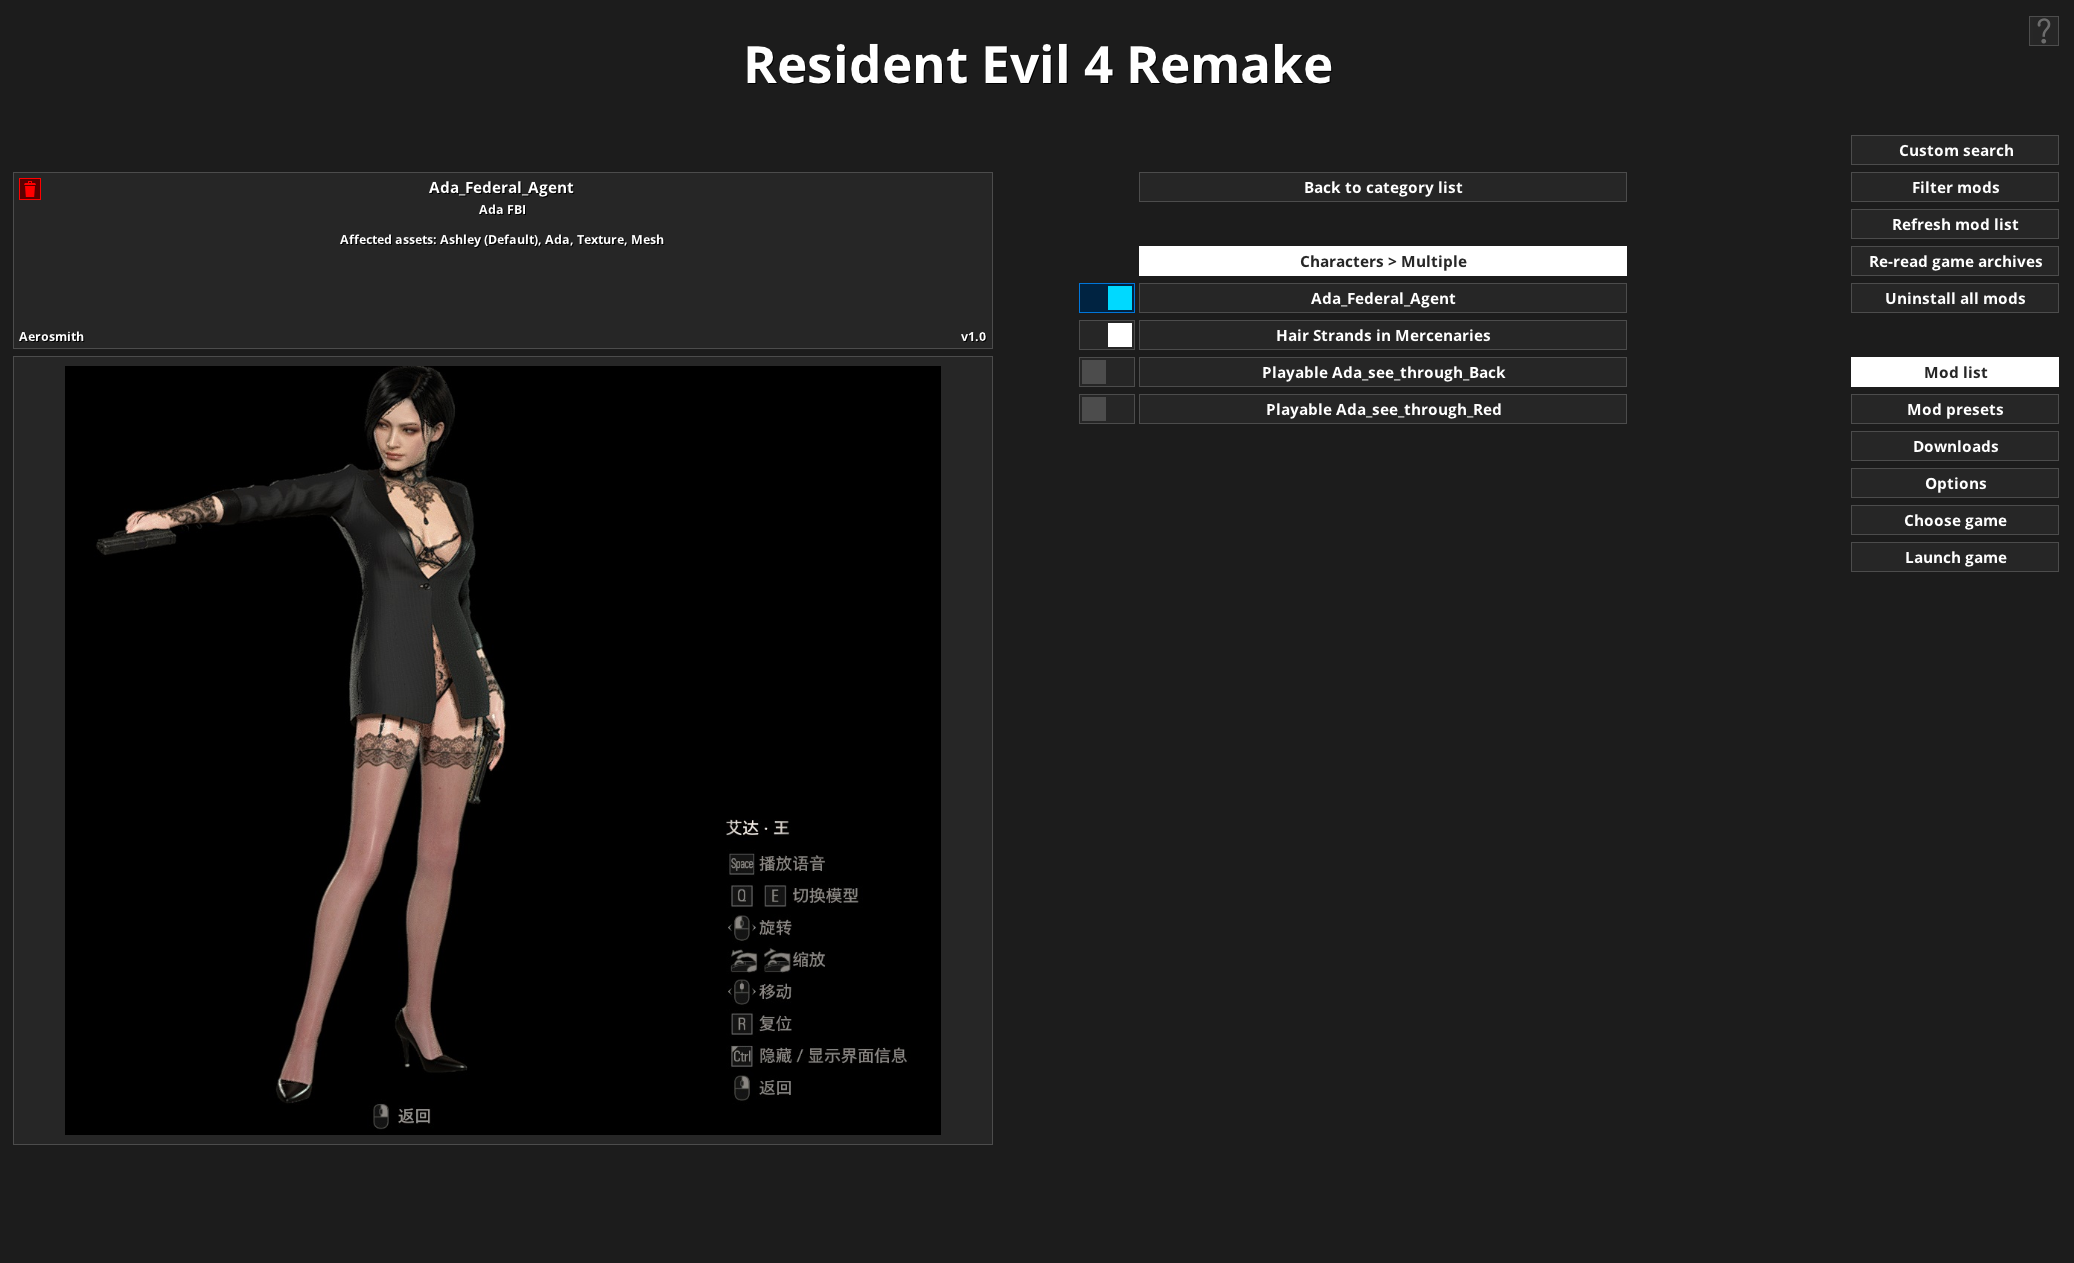 ?
Resident Evil 4 Remake
Ada_Federal_Agent
Ada FBI
Affected assets: Ashley (Default), Ada, Texture, Mesh
Aerosmith
v1.0
艾达 · 王
Space 播放语音
Q E 切换模型
旋转
缩放
移动
R 复位
Ctrl 隐藏 / 显示界面信息
返回
返回
Back to category list
Characters > Multiple
Ada_Federal_Agent
Hair Strands in Mercenaries
Playable Ada_see_through_Back
Playable Ada_see_through_Red
Custom search
Filter mods
Refresh mod list
Re-read game archives
Uninstall all mods
Mod list
Mod presets
Downloads
Options
Choose game
Launch game